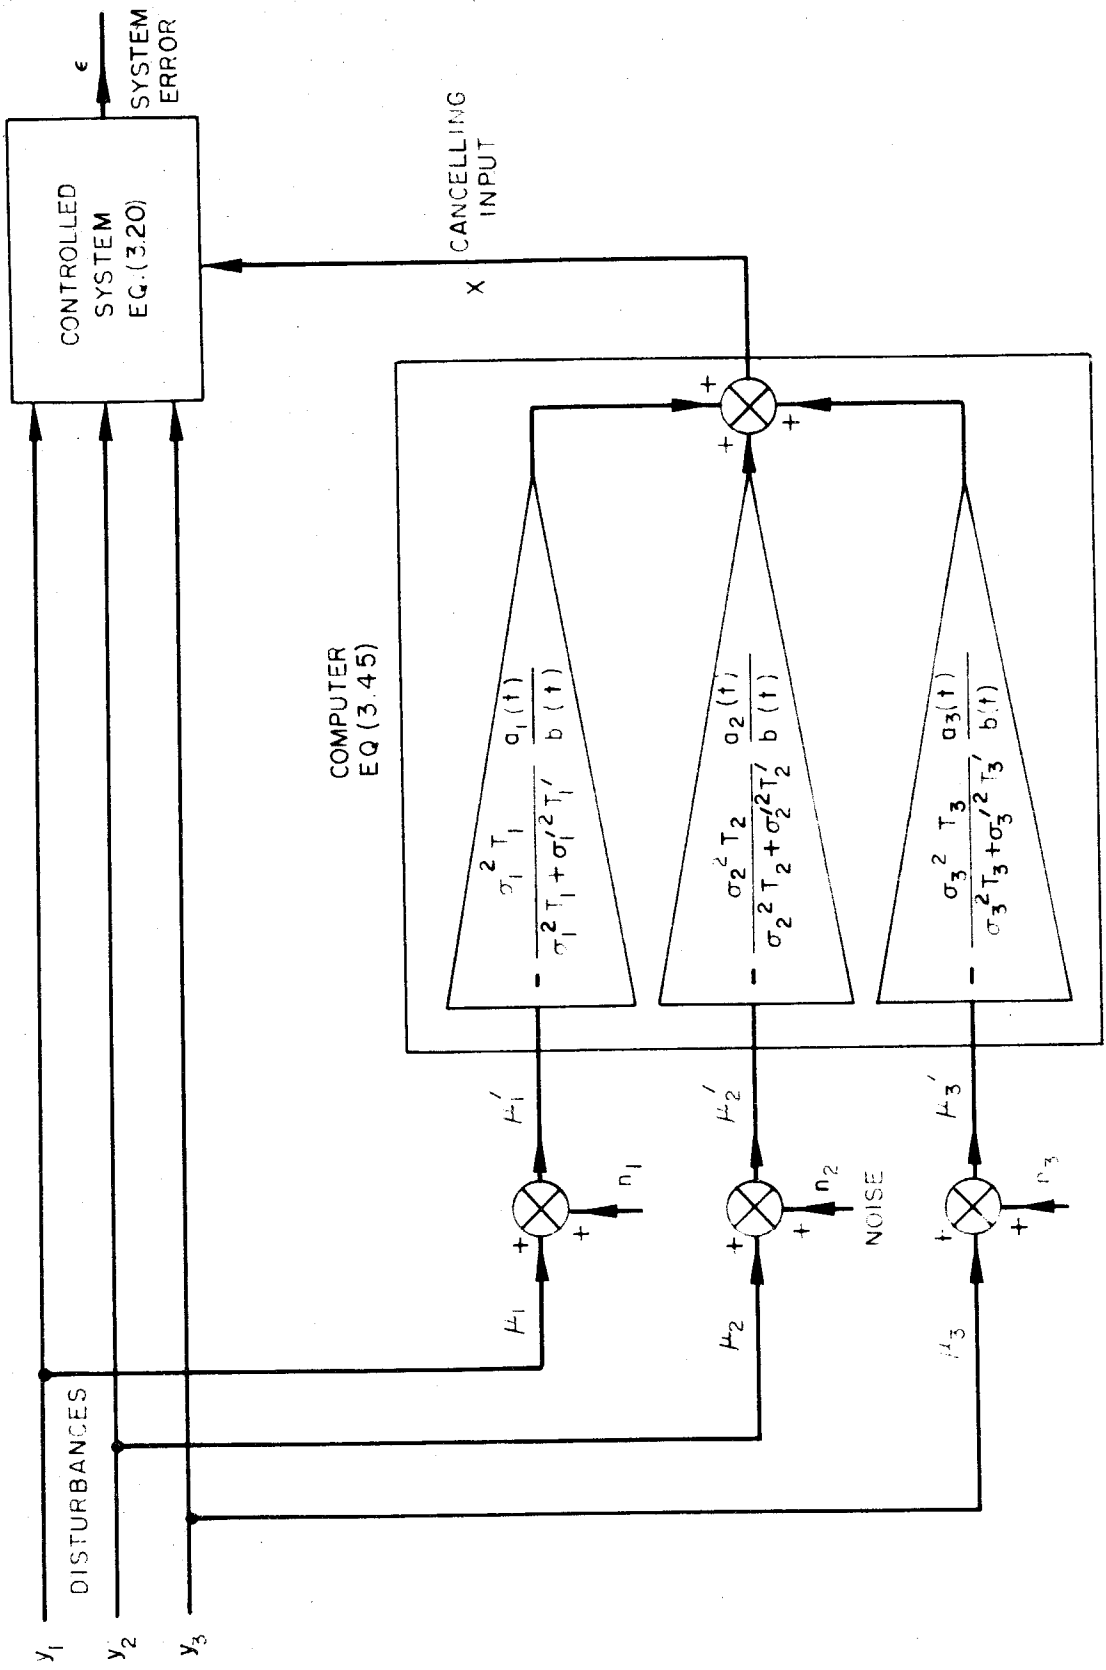 y₁
DISTURBANCES
y₂
y₃
CONTROLLED
SYSTEM
EQ.(3.20)
ϵ
SYSTEM
ERROR
COMPUTER
EQ (3.45)
CANCELLING
INPUT
X
μ₁
+
+
n₁
μ₁′
− σ₁² T₁ / σ₁² T₁ + σ₁′² T₁′ a₁(t) / b(t)
μ₂
+
+
n₂
NOISE
μ₂′
− σ₂² T₂ / σ₂² T₂ + σ₂′² T₂′ a₂(t) / b(t)
μ₃
+
+
n₃
μ₃′
− σ₃² T₃ / σ₃² T₃ + σ₃′² T₃′ a₃(t) / b(t)
+
+
+